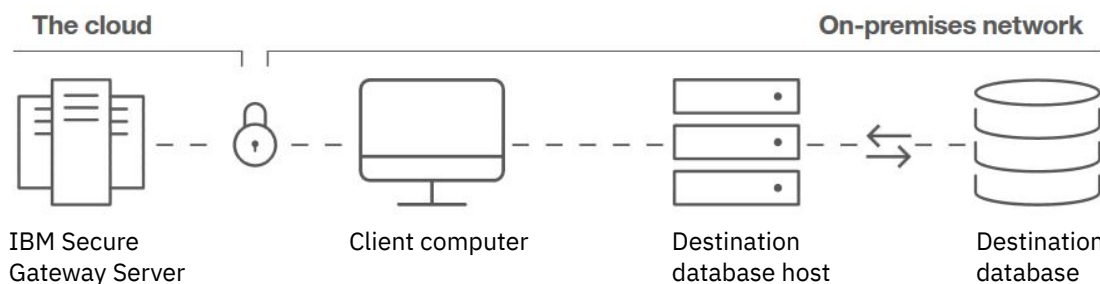 The cloud
On-premises network
IBM Secure
Gateway Server
Client computer
Destination
database host
Destination
database